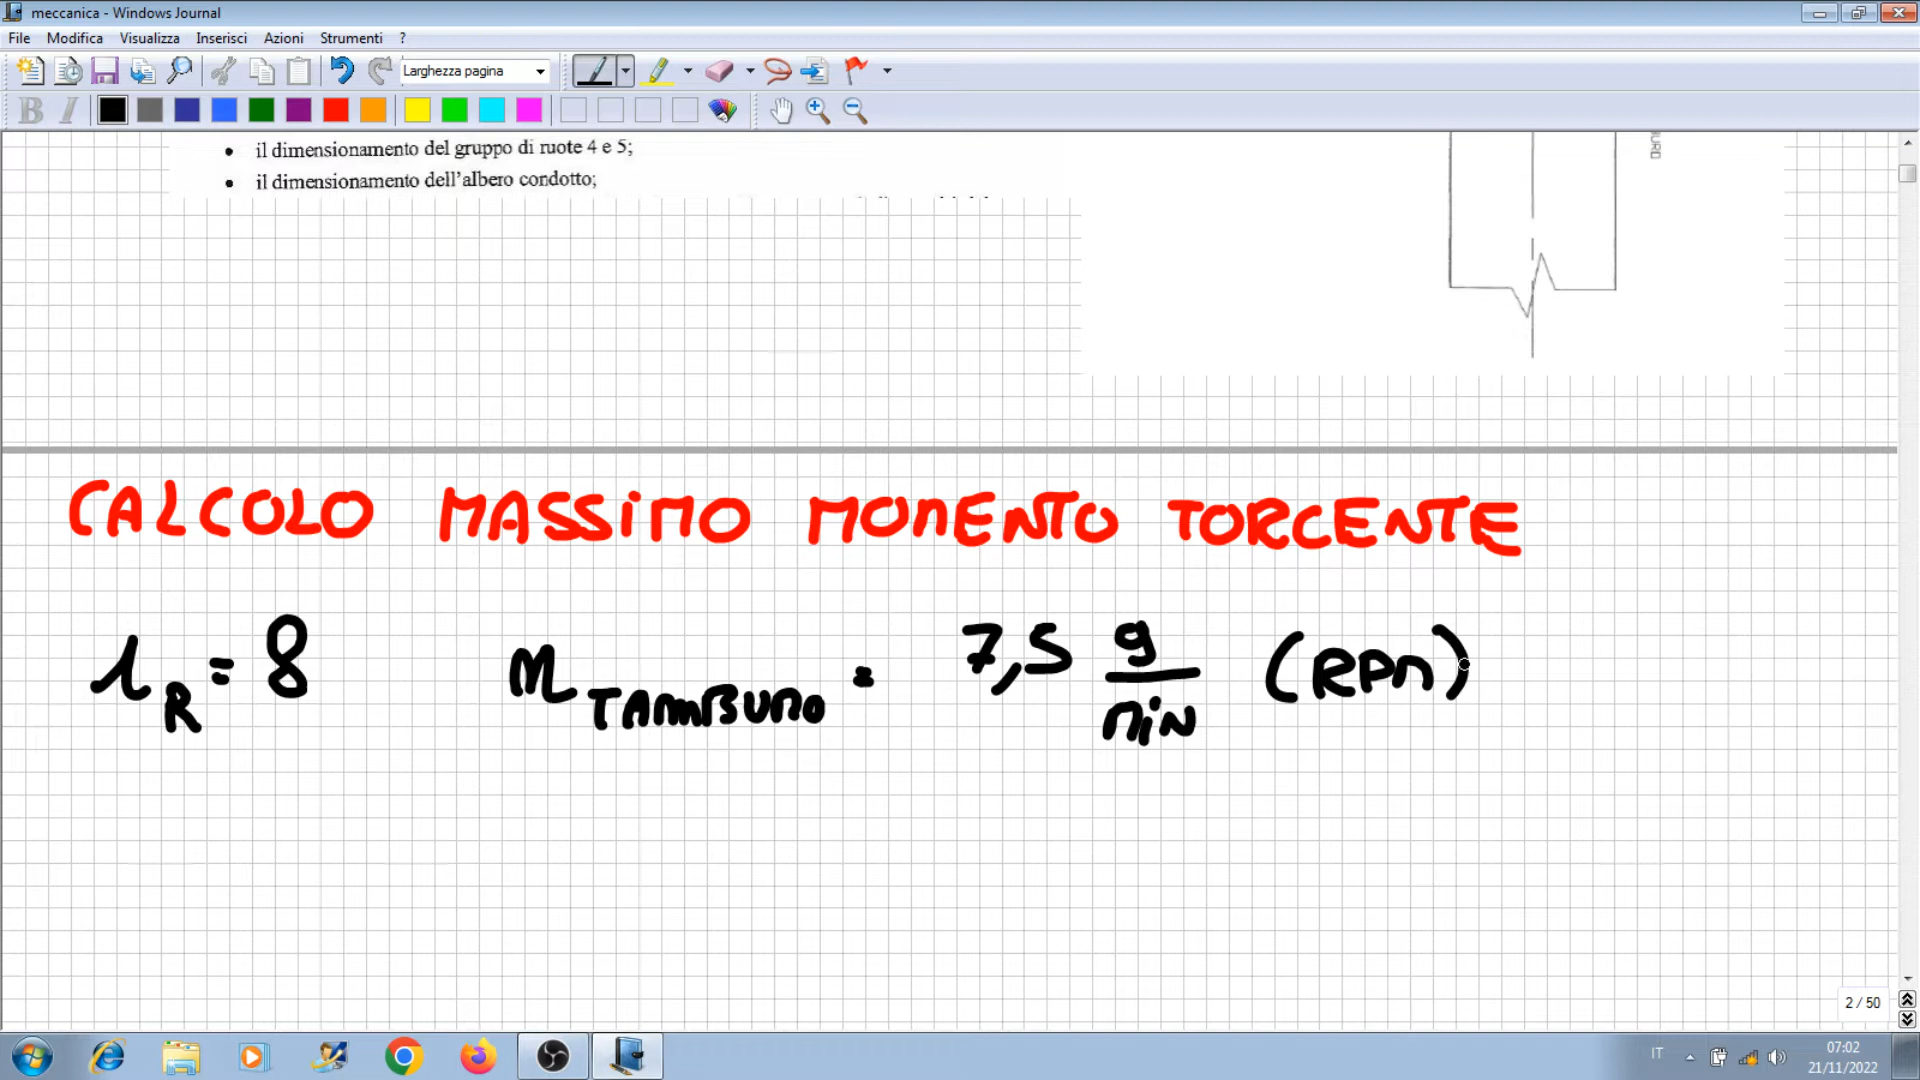 meccanica - Windows Journal
File Modifica Visualizza Inserisci Azioni Strumenti ?
Larghezza pagina
B I
il dimensionamento del gruppo di ruote 4 e 5;
il dimensionamento dell'albero condotto;
CALCOLO MASSIMO MOMENTO TORCENTE
iR = 8 nTAMBURO = 7,5 g/min (RPM)
2 / 50
IT
07:02
21/11/2022